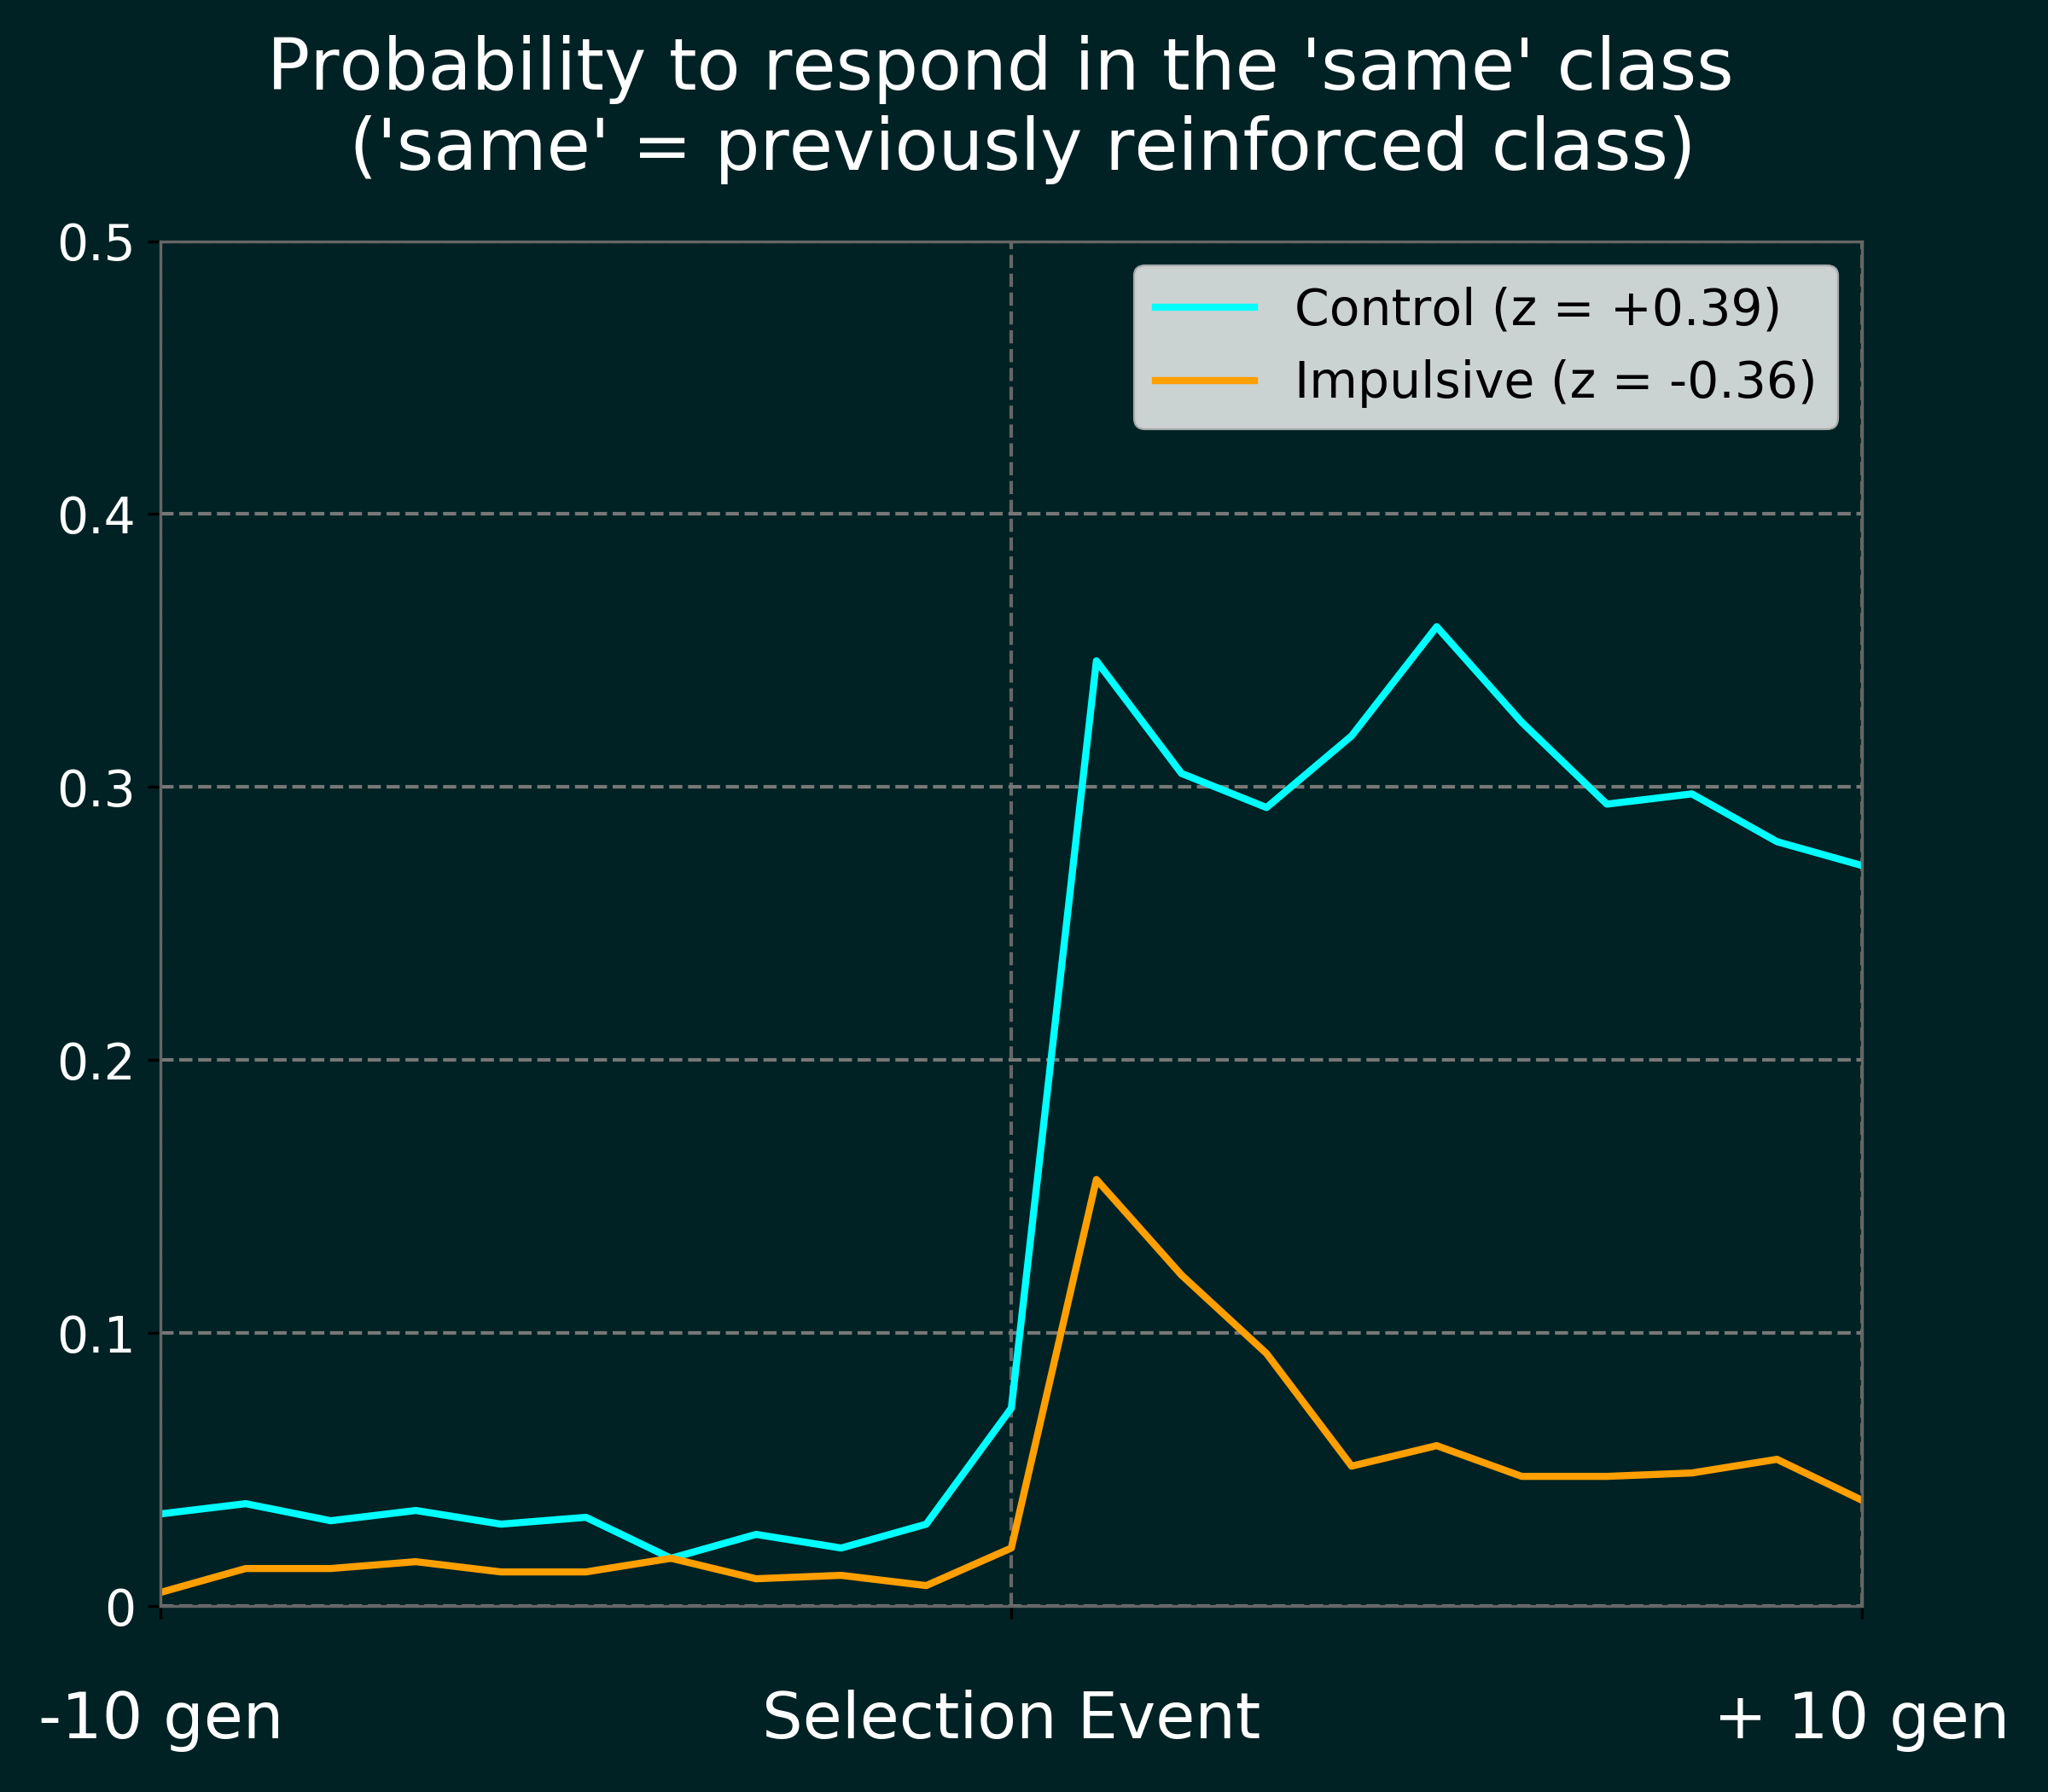 Probability to respond in the 'same' class
('same' = previously reinforced class)
0.5
Control (z = +0.39)
Impulsive (z = -0.36)
0.4
0.3
0.2
0.1
0
-10 gen
Selection Event
+ 10 gen